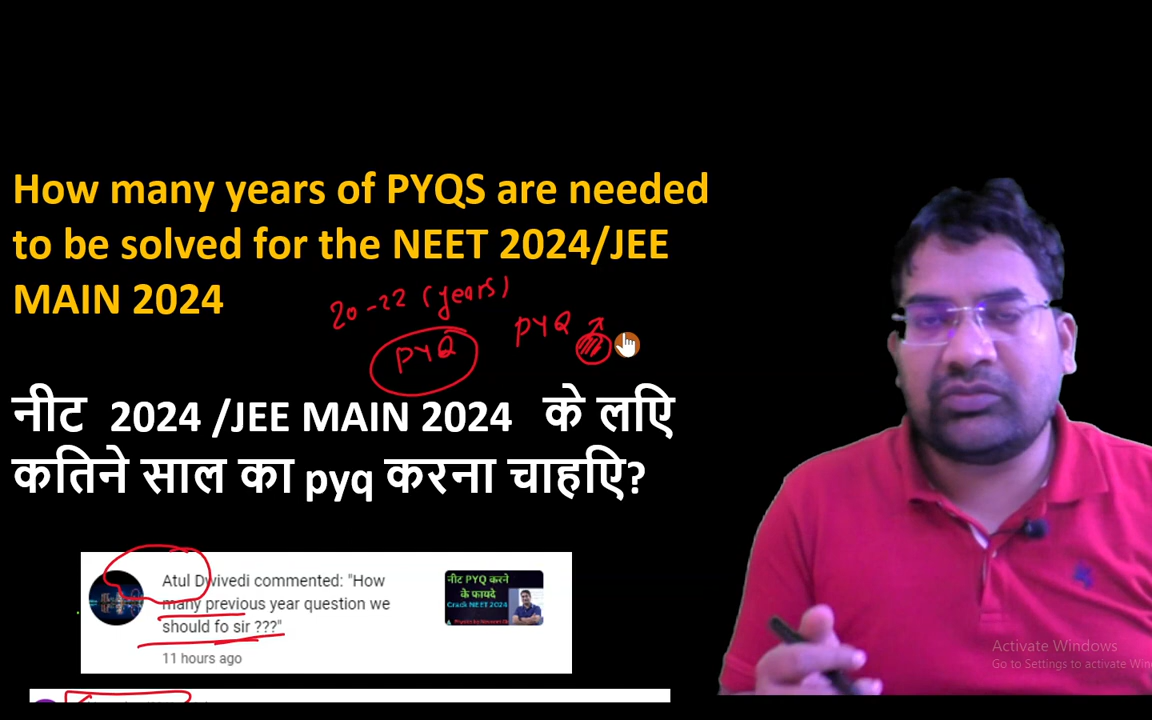 How many years of PYQS are needed
to be solved for the NEET 2024/JEE
MAIN 2024
20-22 (years)
PYQ
PYQ
नीट 2024 /JEE MAIN 2024 के लिए
कितने साल का pyq करना चाहिए?
Atul Dwivedi commented: "How
many previous year question we
should fo sir ???"
11 hours ago
नीट PYQ करने
के फायदे
Crack NEET 2024
Activate Windows
Go to Settings to activate Win